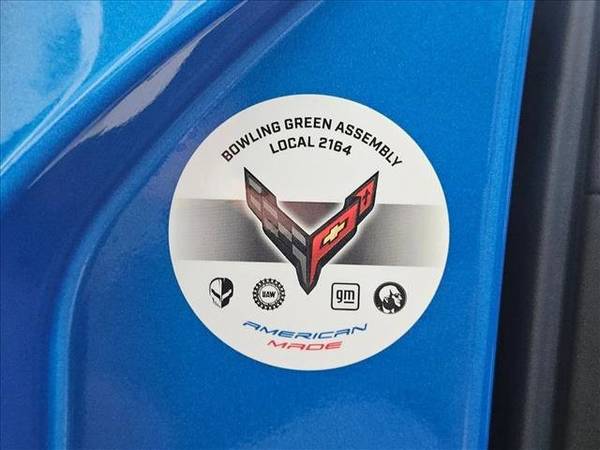 BOWLING GREEN ASSEMBLY
LOCAL 2164
UAW
gm
AMERICAN
MADE